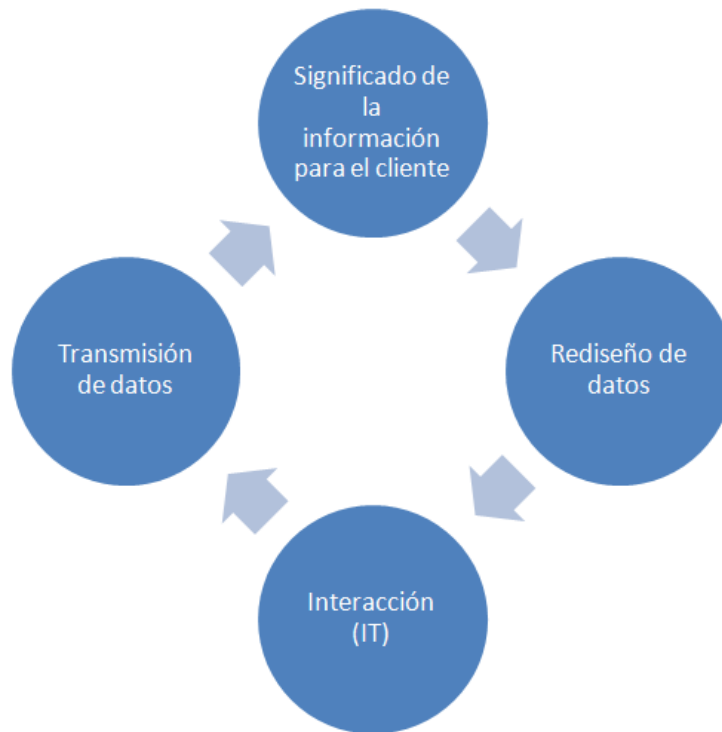 Significado de
la
información
para el cliente
Transmisión
de datos
Rediseño de
datos
Interacción
(IT)